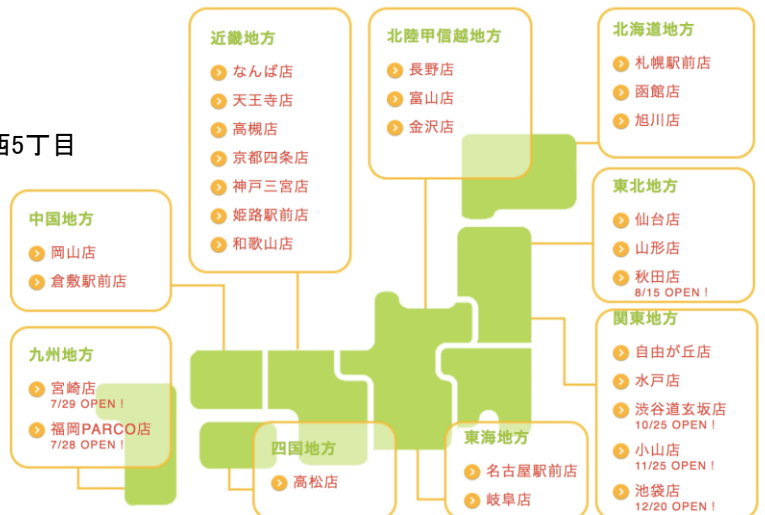 西5丁目
近畿地方
なんば店
天王寺店
高槻店
京都四条店
神戸三宮店
姫路駅前店
和歌山店
北陸甲信越地方
長野店
富山店
金沢店
北海道地方
札幌駅前店
函館店
旭川店
東北地方
仙台店
山形店
秋田店
8/15 OPEN !
中国地方
岡山店
倉敷駅前店
九州地方
宮崎店
7/29 OPEN !
福岡PARCO店
7/28 OPEN !
四国地方
高松店
東海地方
名古屋駅前店
岐阜店
関東地方
自由が丘店
水戸店
渋谷道玄坂店
10/25 OPEN !
小山店
11/25 OPEN !
池袋店
12/20 OPEN !